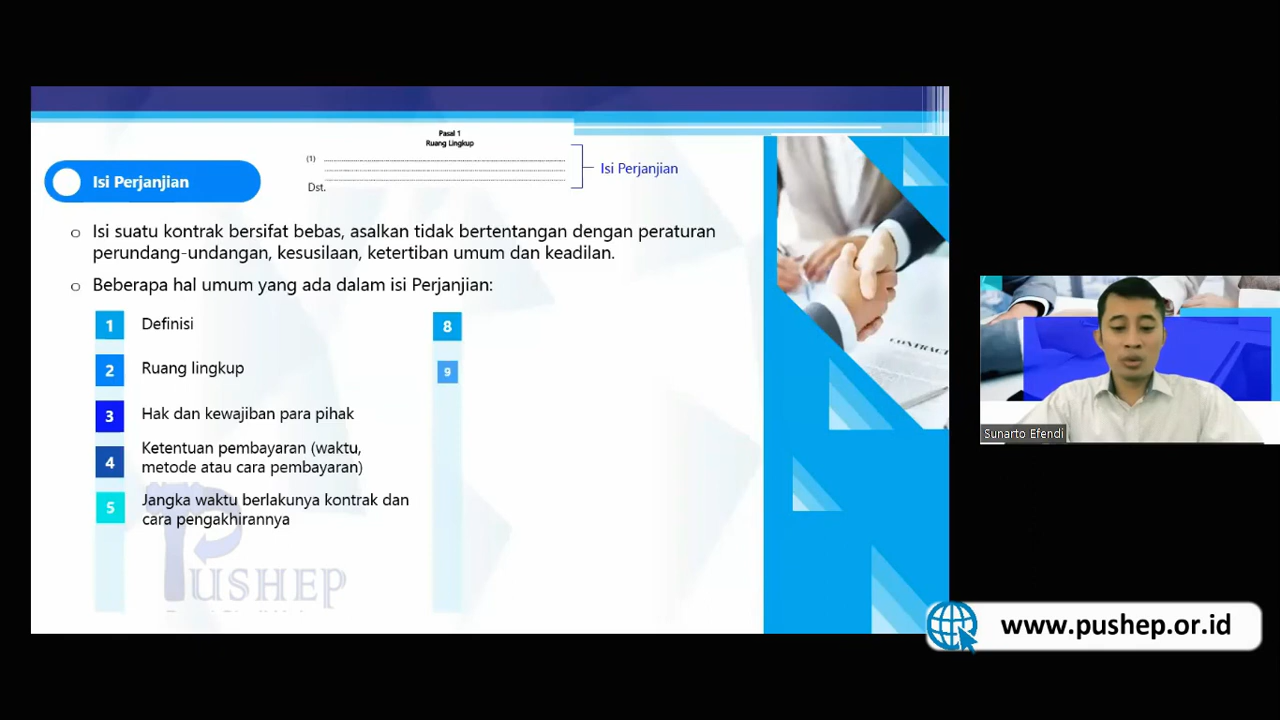 Pasal 1
Ruang Lingkup
(1)
Dst.
Isi Perjanjian
Isi Perjanjian
Isi suatu kontrak bersifat bebas, asalkan tidak bertentangan dengan peraturan
perundang-undangan, kesusilaan, ketertiban umum dan keadilan.
Beberapa hal umum yang ada dalam isi Perjanjian:
1 Definisi
2 Ruang lingkup
3 Hak dan kewajiban para pihak
4 Ketentuan pembayaran (waktu,
metode atau cara pembayaran)
5 Jangka waktu berlakunya kontrak dan
cara pengakhirannya
8
9
PUSHEP
CONTRACT
Sunarto Efendi
www.pushep.or.id